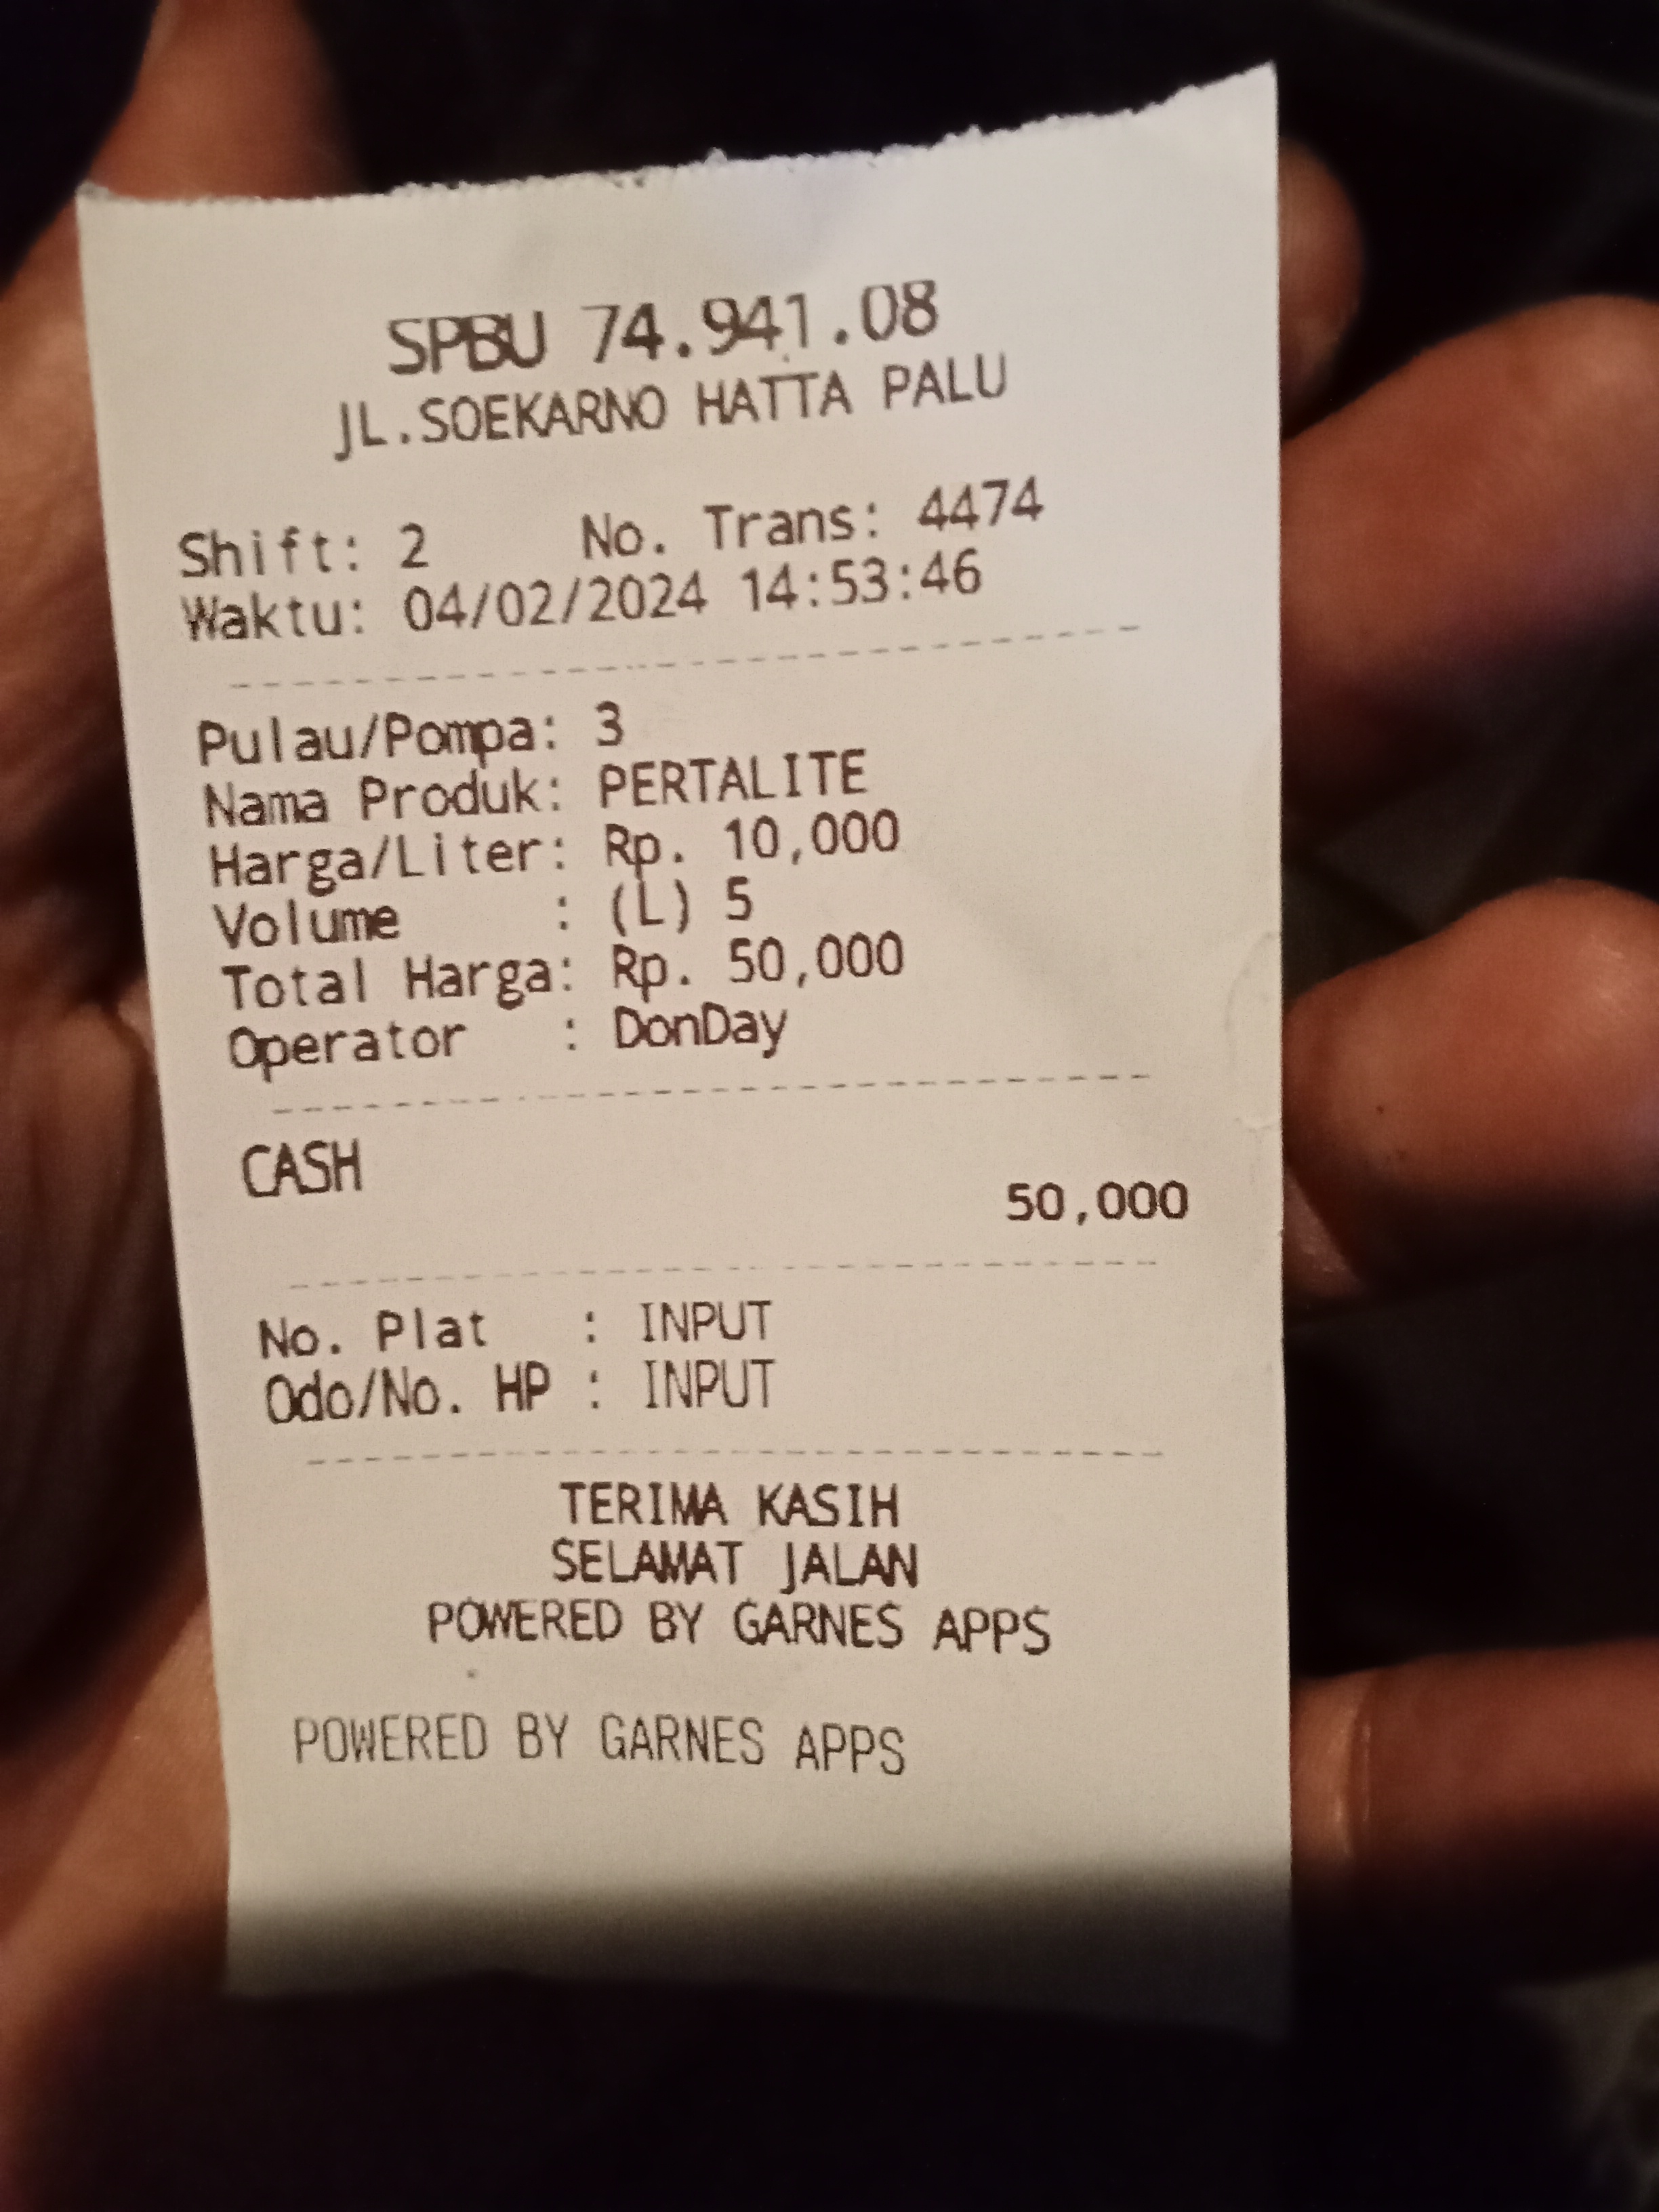 SPBU 74.941.08
JL.SOEKARNO HATTA PALU
Shift: 2 No. Trans: 4474
Waktu: 04/02/2024 14:53:46
Pulau/Pompa: 3
Nama Produk: PERTALITE
Harga/Liter: Rp. 10,000
Volume : (L) 5
Total Harga: Rp. 50,000
Operator : DonDay
CASH
50,000
No. Plat : INPUT
Odo/No. HP : INPUT
TERIMA KASIH
SELAMAT JALAN
POWERED BY GARNES APPS
POWERED BY GARNES APPS